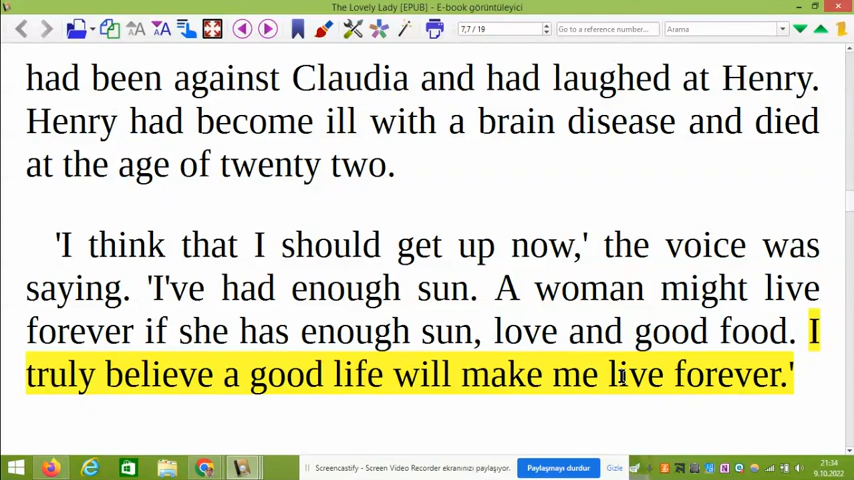 The Lovely Lady [EPUB] - E-book görüntüleyici
7,7 / 19
Go to a reference number...
Arama
had been against Claudia and had laughed at Henry.
Henry had become ill with a brain disease and died
at the age of twenty two.
'I think that I should get up now,' the voice was
saying. 'I've had enough sun. A woman might live
forever if she has enough sun, love and good food. I
truly believe a good life will make me live forever.'
Screencastify - Screen Video Recorder ekranınızı paylaşıyor.
Paylaşmayı durdur
Gizle
21:34
9.10.2022